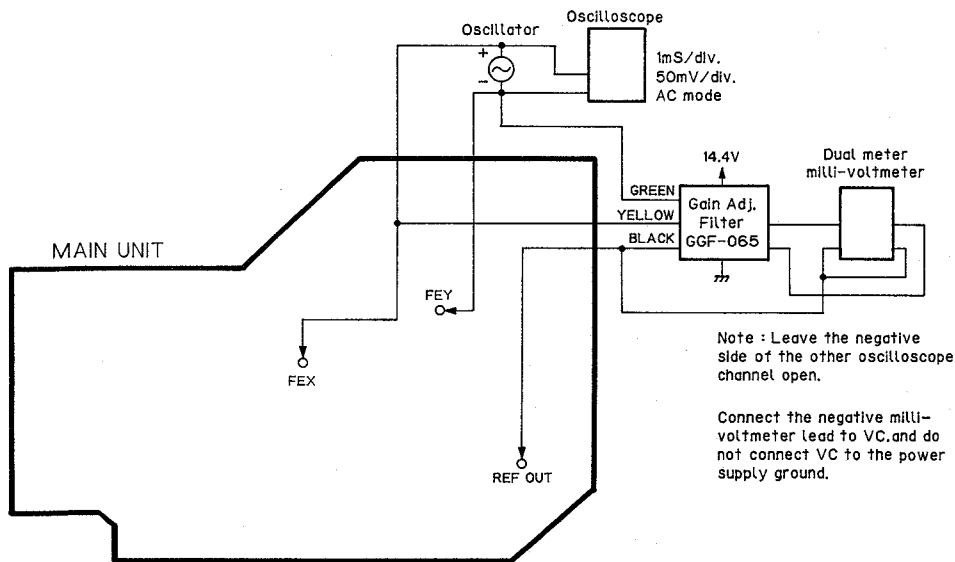 Oscilloscope
Oscillator
+
-
1mS/div.
50mV/div.
AC mode
14.4V
Dual meter
milli-voltmeter
GREEN
YELLOW
BLACK
Gain Adj.
Filter
GGF-065
MAIN UNIT
FEY
FEX
REF OUT
Note : Leave the negative
side of the other oscilloscope
channel open.
Connect the negative milli-
voltmeter lead to VC.and do
not connect VC to the power
supply ground.